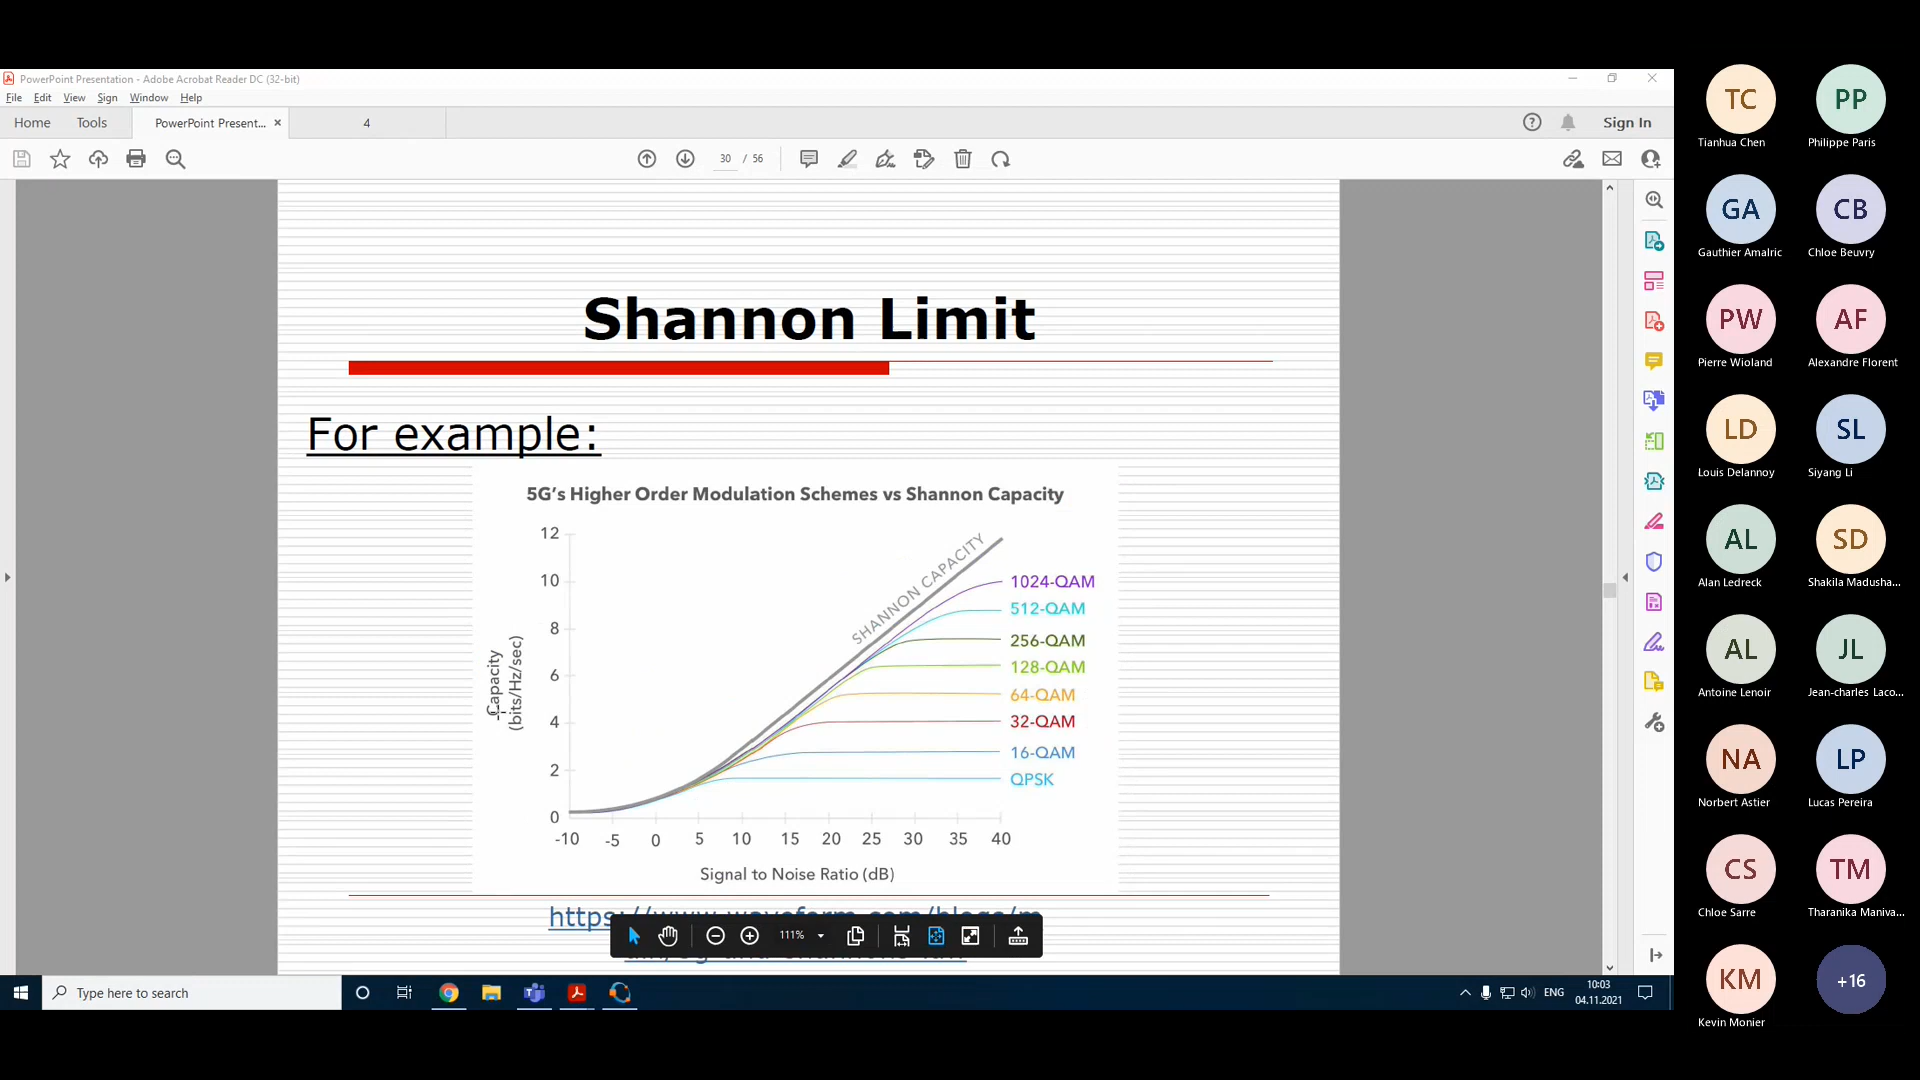 PowerPoint Presentation - Adobe Acrobat Reader DC (32-bit)
File Edit View Sign Window Help
Home Tools PowerPoint Present... × 4 Sign In
30 / 56
Shannon Limit
For example:
5G's Higher Order Modulation Schemes vs Shannon Capacity
12
10
8
6
4
2
0
Capacity
(bits/Hz/sec)
SHANNON CAPACITY
1024-QAM
512-QAM
256-QAM
128-QAM
64-QAM
32-QAM
16-QAM
QPSK
-10 -5 0 5 10 15 20 25 30 35 40
Signal to Noise Ratio (dB)
111%
Type here to search
ENG
10:03
04.11.2021
TC PP
Tianhua Chen Philippe Paris
GA CB
Gauthier Amalric Chloe Beuvry
PW AF
Pierre Wioland Alexandre Florent
LD SL
Louis Delannoy Siyang Li
AL SD
Alan Ledreck Shakila Madusha...
AL JL
Antoine Lenoir Jean-charles Laco...
NA LP
Norbert Astier Lucas Pereira
CS TM
Chloe Sarre Tharanika Maniva...
KM +16
Kevin Monier